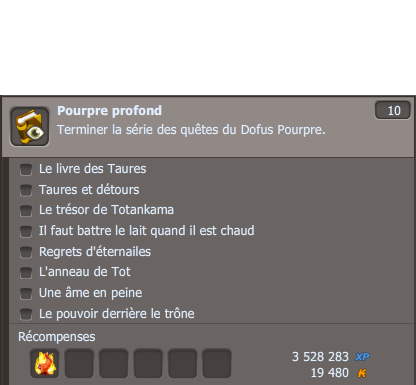 Pourpre profond
10
Terminer la série des quêtes du Dofus Pourpre.
Le livre des Taures
Taures et détours
Le trésor de Totankama
Il faut battre le lait quand il est chaud
Regrets d'éternailes
L'anneau de Tot
Une âme en peine
Le pouvoir derrière le trône
Récompenses
3 528 283 XP
19 480 K